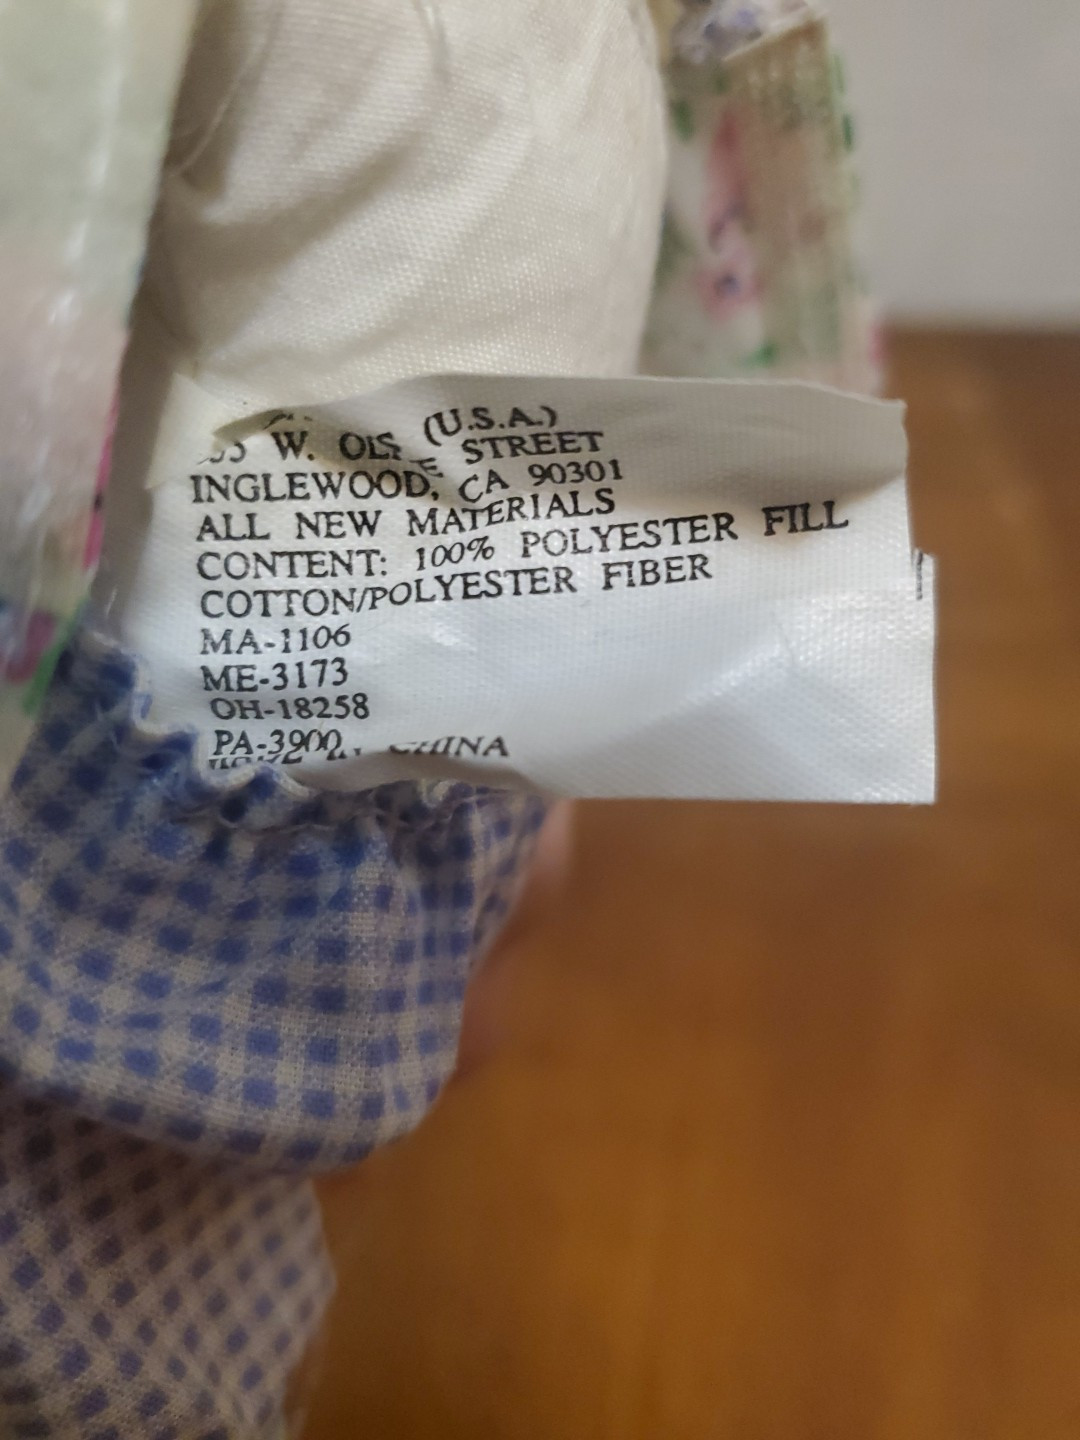 (U.S.A.)
W. STREET
INGLEWOOD, CA 90301
ALL NEW MATERIALS
CONTENT: 100% POLYESTER FILL
COTTON/POLYESTER FIBER
MA-1106
ME-3173
OH-18258
PA-3900
CHINA